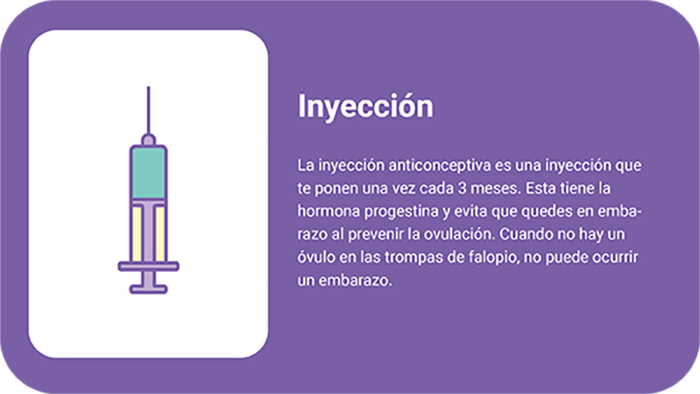 Inyección
La inyección anticonceptiva es una inyección que
te ponen una vez cada 3 meses. Esta tiene la
hormona progestina y evita que quedes en emba-
razo al prevenir la ovulación. Cuando no hay un
óvulo en las trompas de falopio, no puede ocurrir
un embarazo.